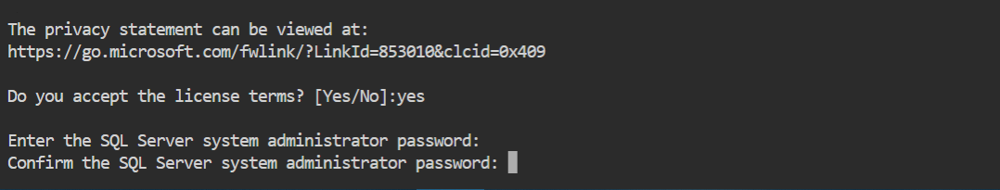 The privacy statement can be viewed at:
https://go.microsoft.com/fwlink/?LinkId=853010&clcid=0x409
Do you accept the license terms? [Yes/No]:yes
Enter the SQL Server system administrator password:
Confirm the SQL Server system administrator password: